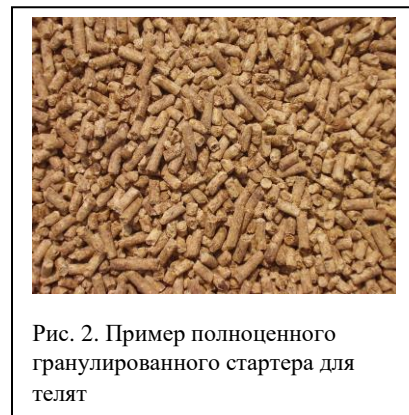 Рис. 2. Пример полноценного
гранулированного стартера для
телят